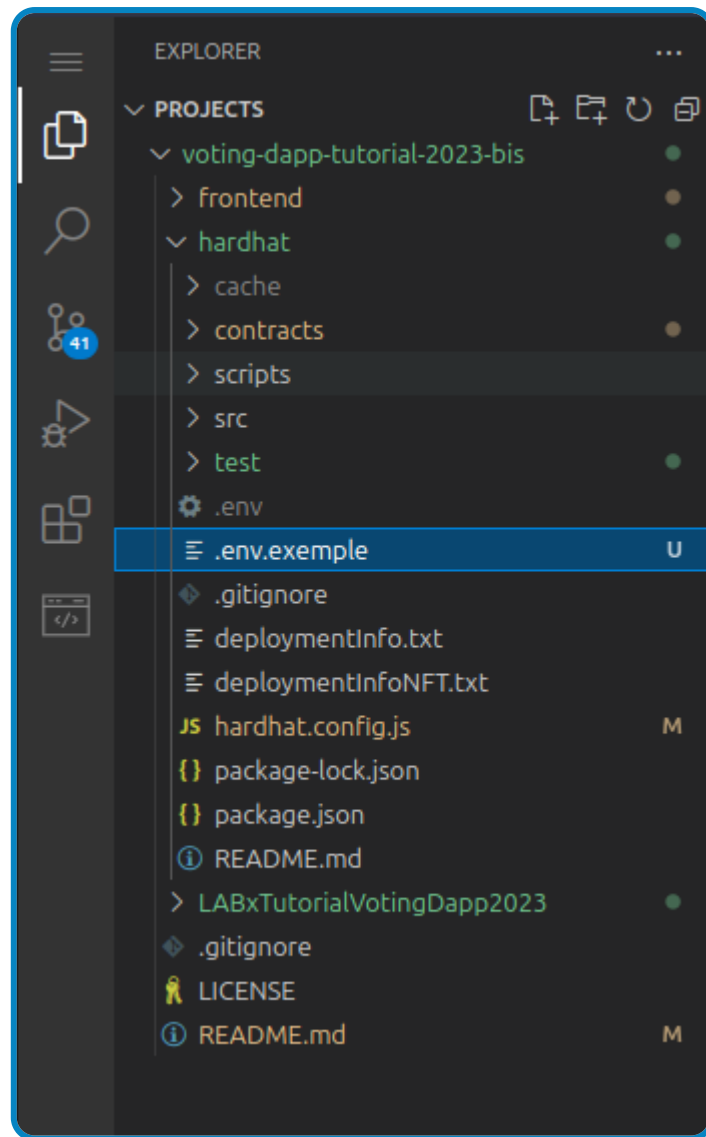 EXPLORER
PROJECTS
voting-dapp-tutorial-2023-bis
frontend
hardhat
cache
contracts
41
scripts
src
test
.env
.env.exemple U
.gitignore
deploymentInfo.txt
deploymentInfoNFT.txt
JS hardhat.config.js M
{} package-lock.json
{} package.json
README.md
LABxTutorialVotingDapp2023
.gitignore
LICENSE
README.md M